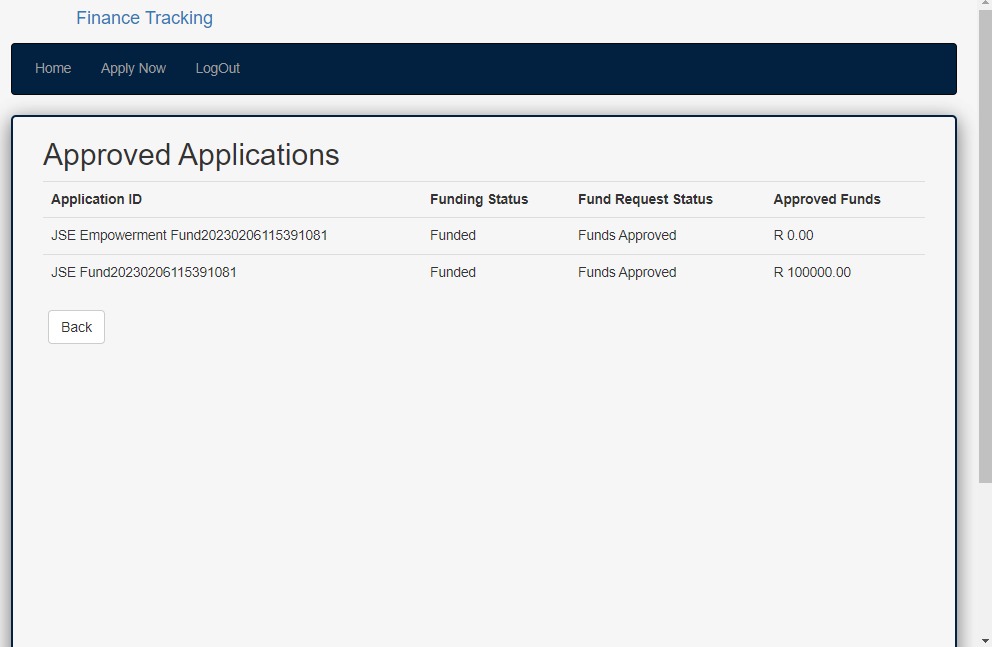 Finance Tracking
Home Apply Now LogOut
Approved Applications
Application ID Funding Status Fund Request Status Approved Funds
JSE Empowerment Fund20230206115391081 Funded Funds Approved R 0.00
JSE Fund20230206115391081 Funded Funds Approved R 100000.00
Back